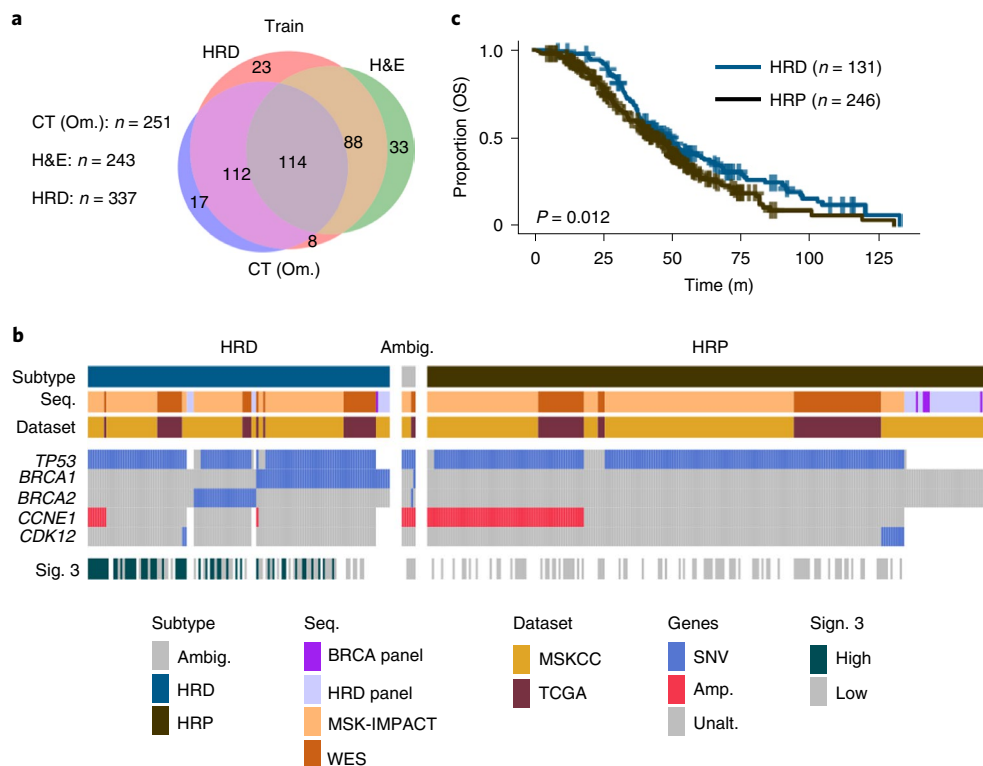 a
Train
HRD
23
H&E
CT (Om.): n = 251
H&E: n = 243
HRD: n = 337
88
33
112
114
17
8
CT (Om.)
c
1.0
0.5
0
Proportion (OS)
HRD (n = 131)
HRP (n = 246)
P = 0.012
0 25 50 75 100 125
Time (m)
b
HRD Ambig. HRP
Subtype
Seq.
Dataset
TP53
BRCA1
BRCA2
CCNE1
CDK12
Sig. 3
Subtype
Ambig.
HRD
HRP
Seq.
BRCA panel
HRD panel
MSK-IMPACT
WES
Dataset
MSKCC
TCGA
Genes
SNV
Amp.
Unalt.
Sign. 3
High
Low